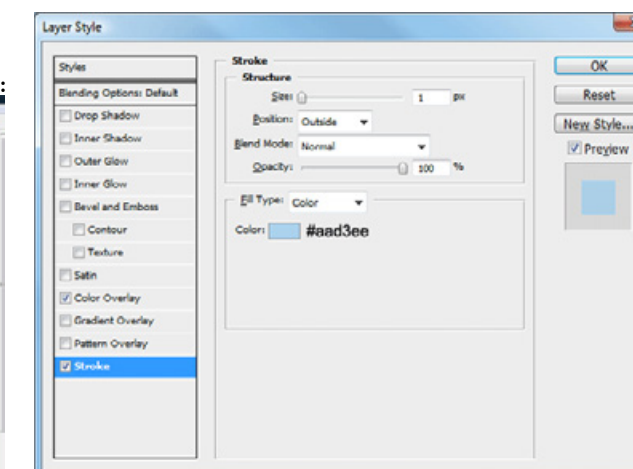 Layer Style
Styles
Blending Options: Default
Drop Shadow
Inner Shadow
Outer Glow
Inner Glow
Bevel and Emboss
Contour
Texture
Satin
Color Overlay
Gradient Overlay
Pattern Overlay
Stroke
Stroke
Structure
Size: 1 px
Position: Outside
Blend Mode: Normal
Opacity: 100 %
Fill Type: Color
Color: #aad3ee
OK
Reset
New Style...
Preview
: